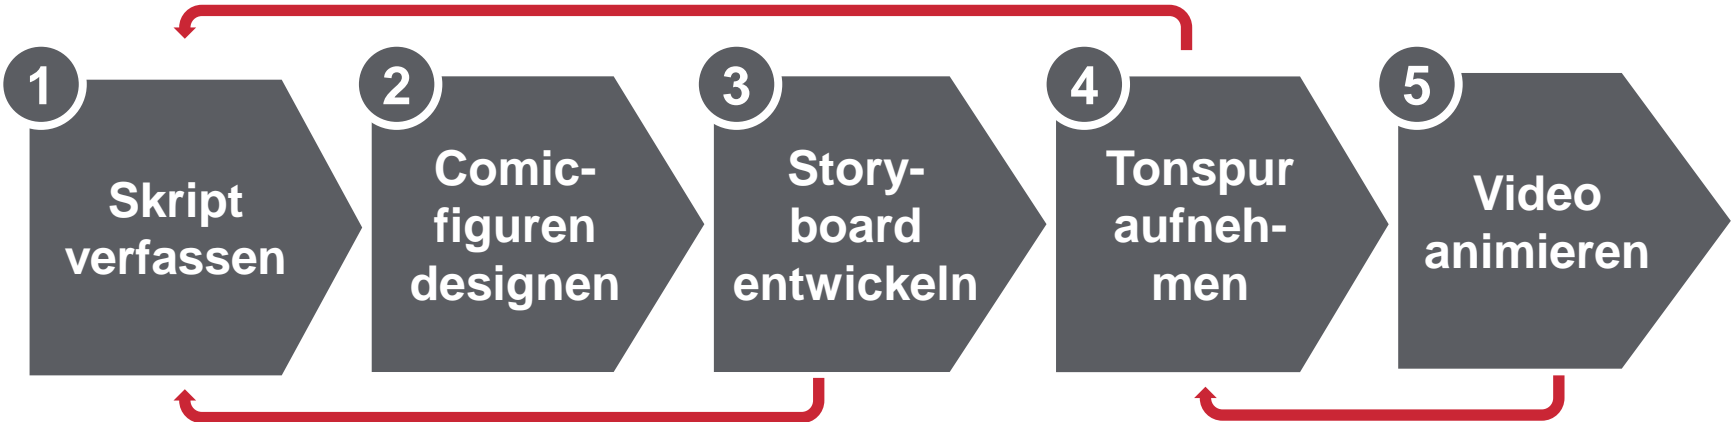 1
Skript
verfassen
2
Comic-
figuren
designen
3
Story-
board
entwickeln
4
Tonspur
aufneh-
men
5
Video
animieren